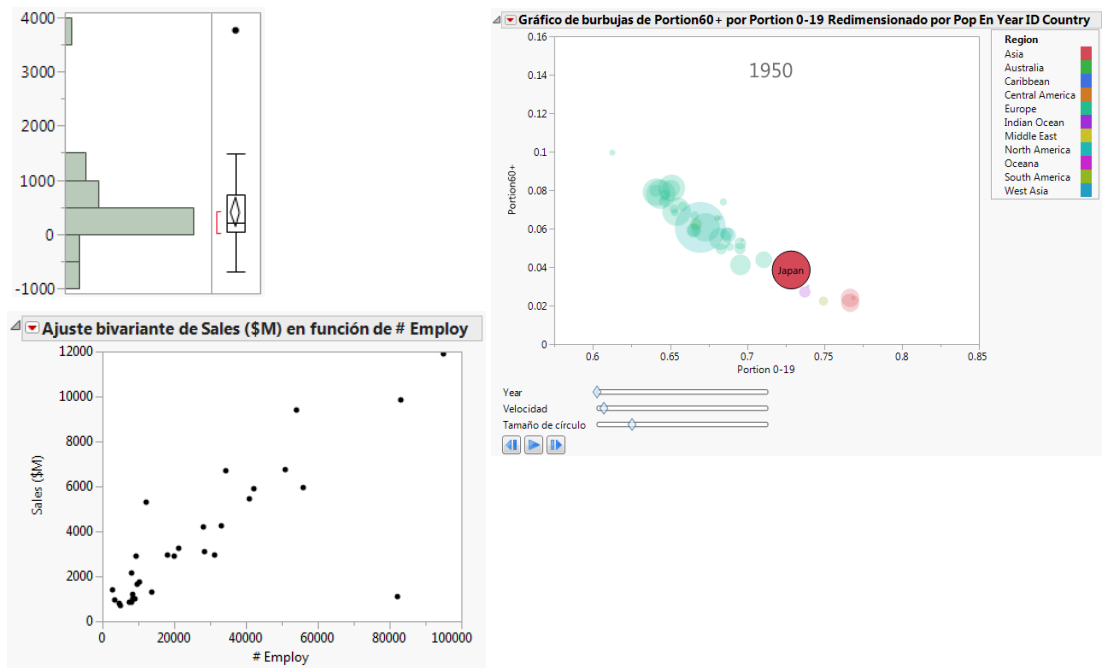 4000
3000
2000
1000
0
-1000
Ajuste bivariante de Sales ($M) en función de # Employ
12000
10000
8000
6000
4000
2000
0
Sales ($M)
0 20000 40000 60000 80000 100000
# Employ
Gráfico de burbujas de Portion60+ por Portion 0-19 Redimensionado por Pop En Year ID Country
0.16
0.14
0.12
0.1
0.08
0.06
0.04
0.02
0
Portion60+
1950
Japan
0.6 0.65 0.7 0.75 0.8 0.85
Portion 0-19
Year
Velocidad
Tamaño de círculo
Region
Asia
Australia
Caribbean
Central America
Europe
Indian Ocean
Middle East
North America
Oceana
South America
West Asia